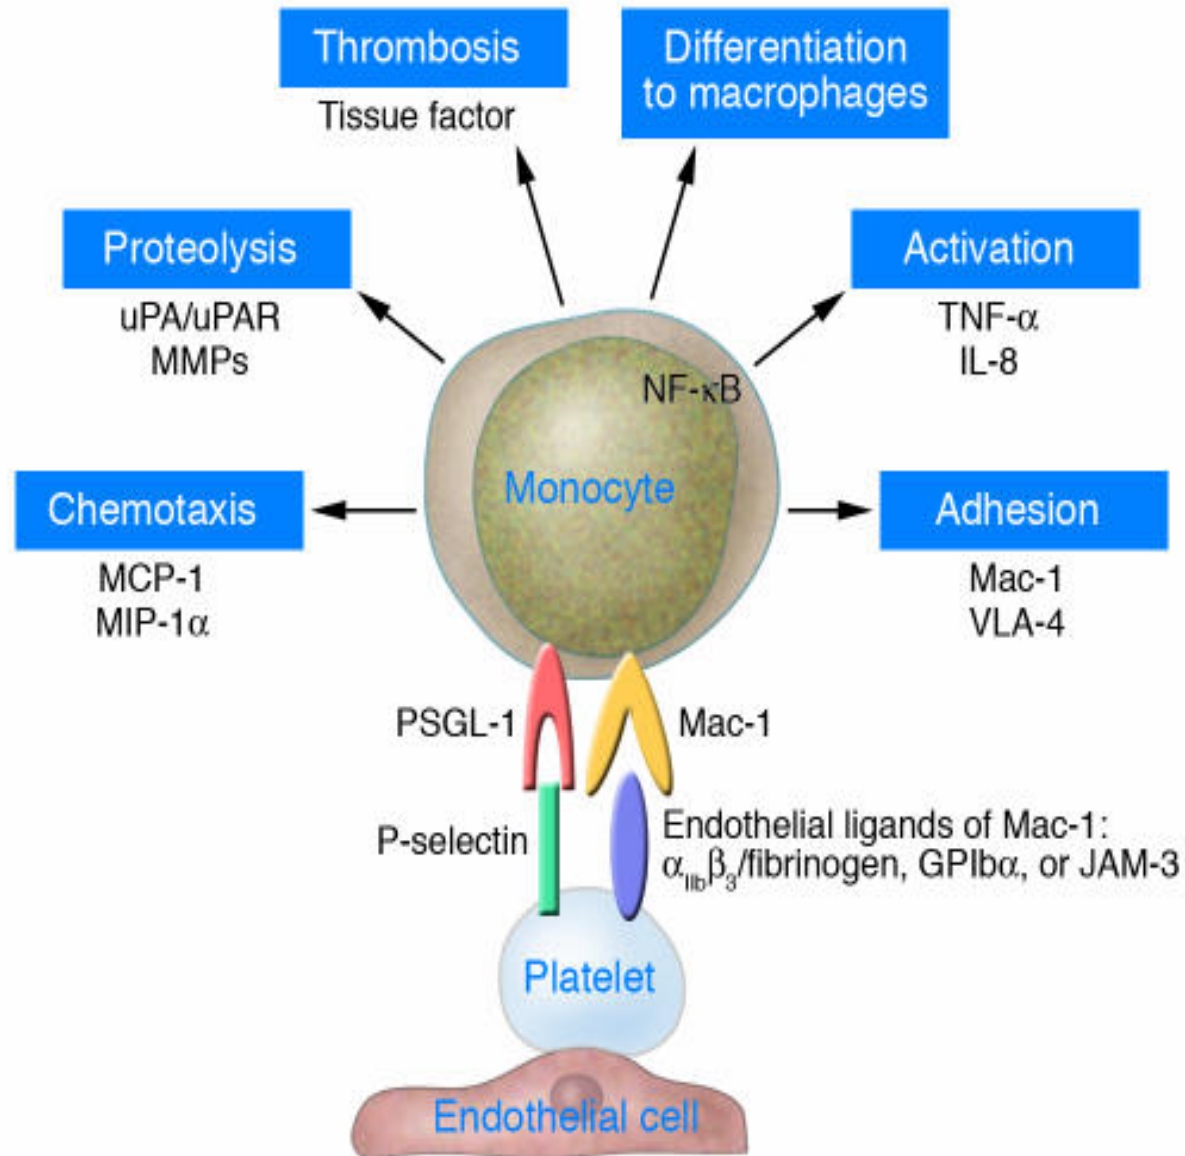 Thrombosis
Tissue factor
Differentiation
to macrophages
Proteolysis
uPA/uPAR
MMPs
Activation
TNF-α
IL-8
NF-κB
Monocyte
Chemotaxis
MCP-1
MIP-1α
Adhesion
Mac-1
VLA-4
PSGL-1
Mac-1
P-selectin
Endothelial ligands of Mac-1:
αIIbβ3/fibrinogen, GPIbα, or JAM-3
Platelet
Endothelial cell